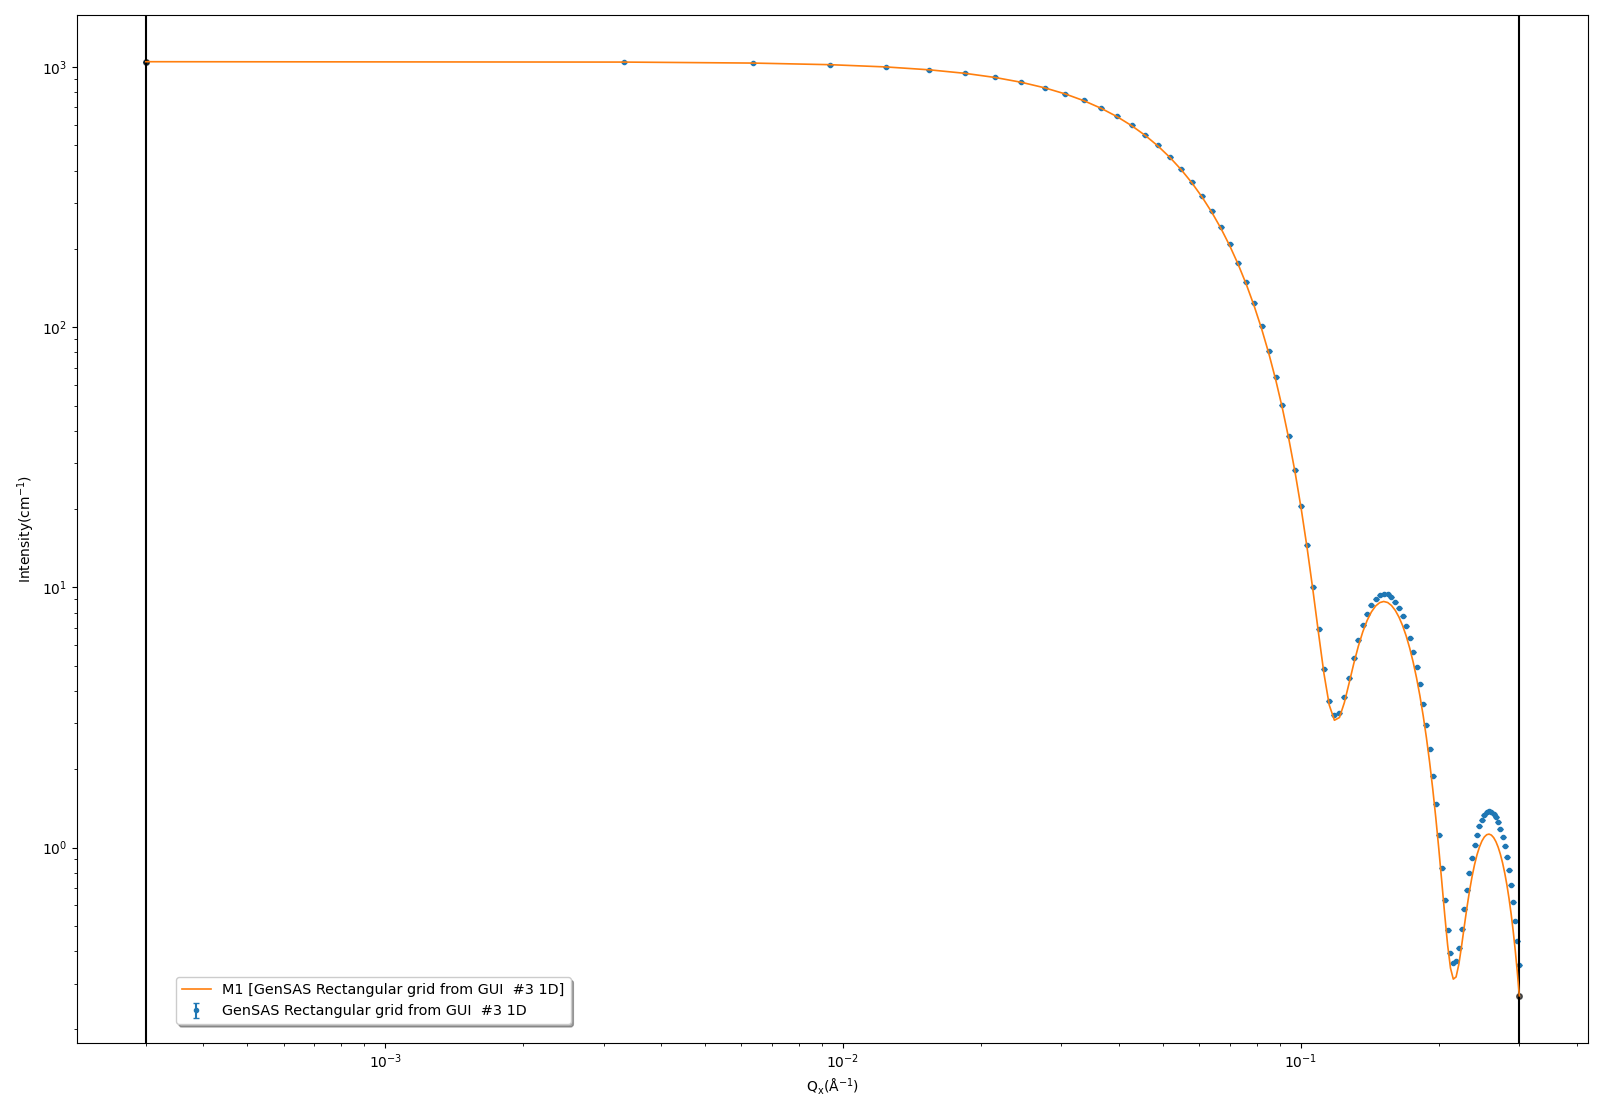 10³
10²
10¹
10⁰
Intensity(cm⁻¹)
M1 [GenSAS Rectangular grid from GUI  #3 1D]
GenSAS Rectangular grid from GUI  #3 1D
10⁻³
10⁻²
10⁻¹
Qₓ(Å⁻¹)